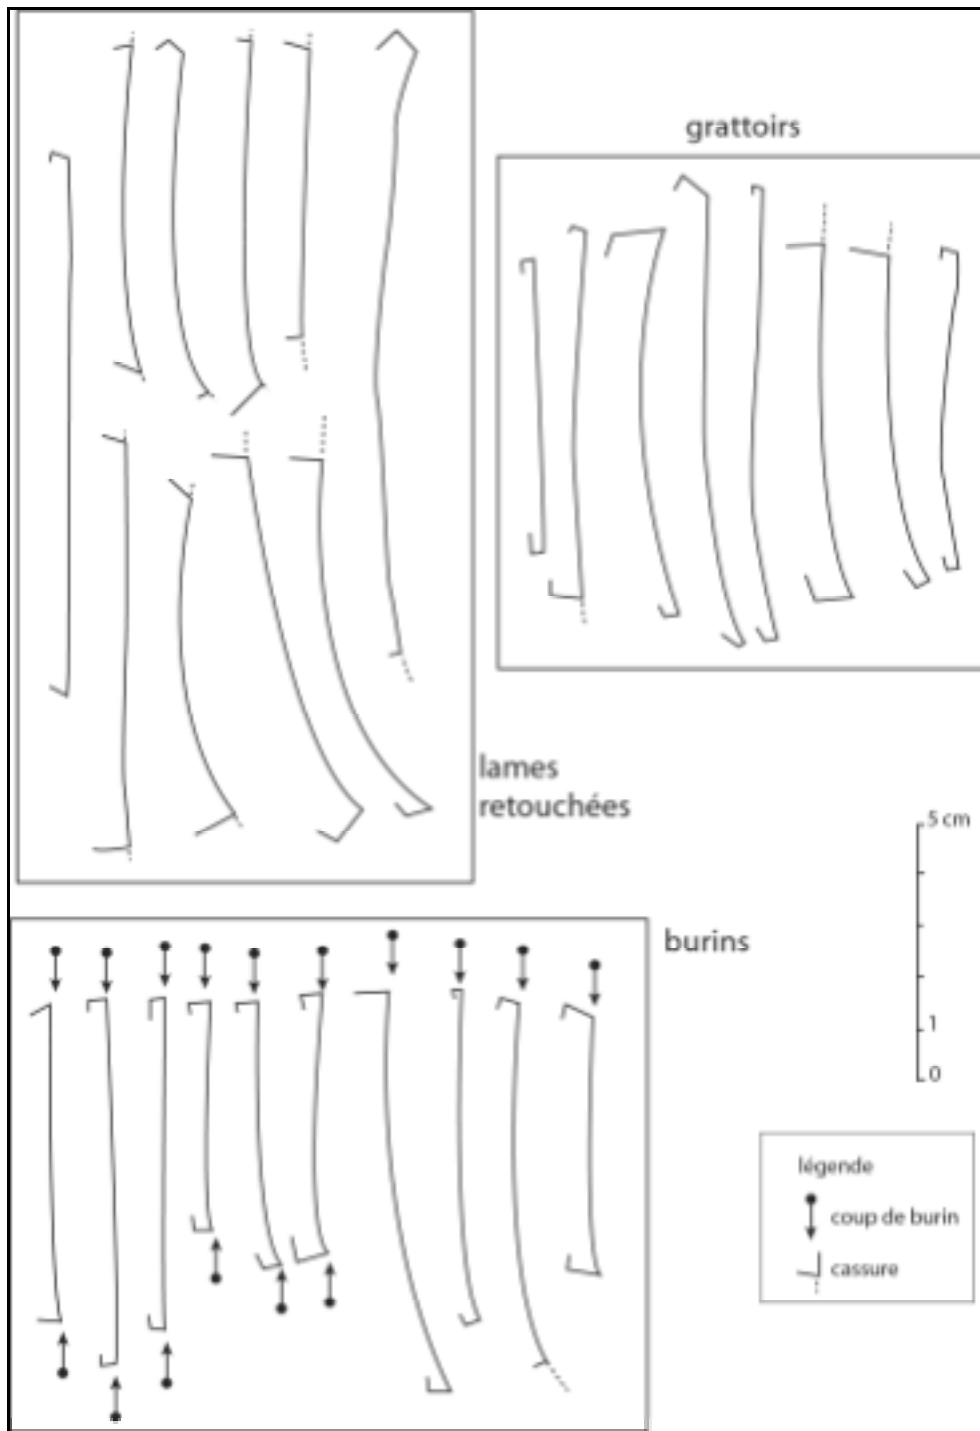 grattoirs
lames
retouchées
5 cm
1
0
burins
légende
coup de burin
cassure